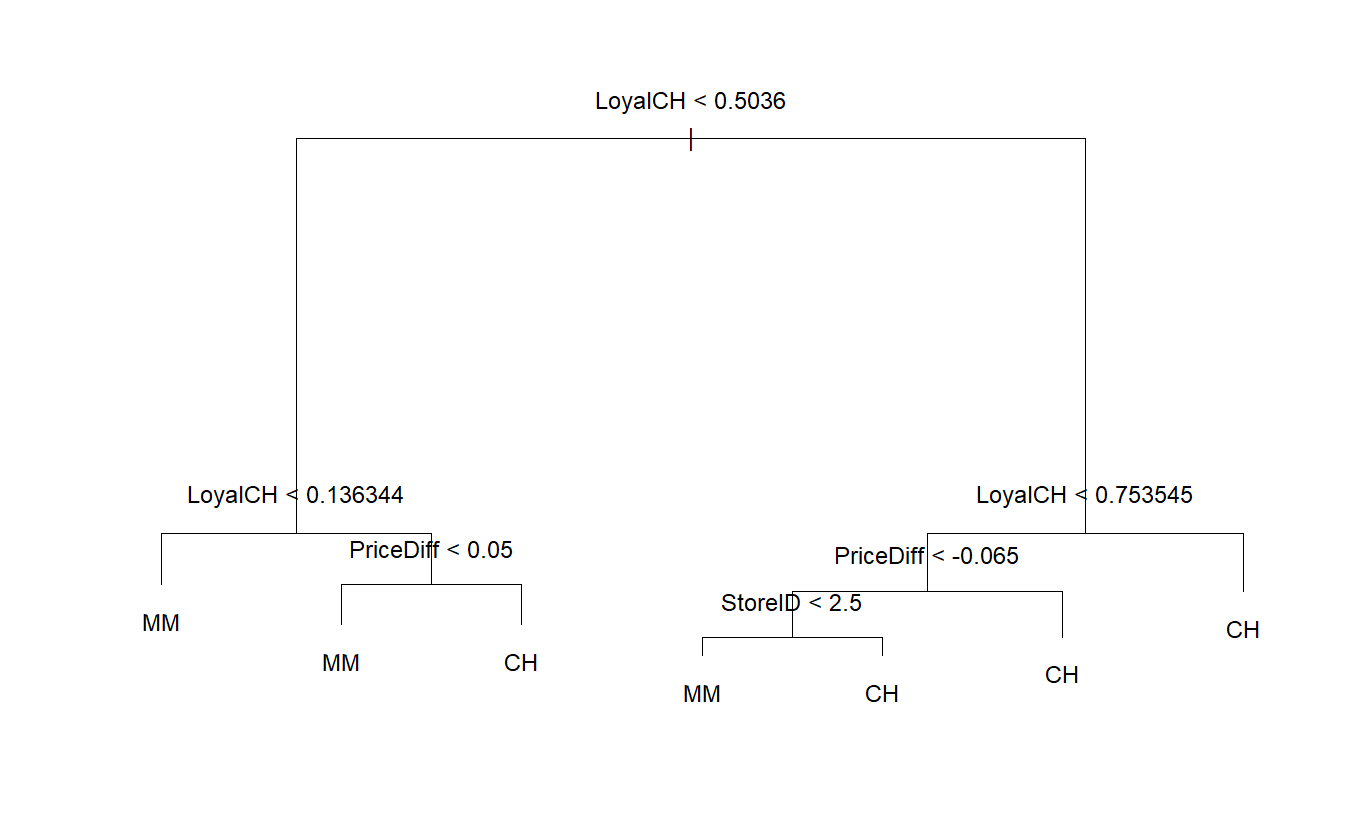 LoyalCH < 0.5036
LoyalCH < 0.136344
LoyalCH < 0.753545
PriceDiff < 0.05
PriceDiff < -0.065
StoreID < 2.5
MM
CH
MM
CH
CH
MM
CH